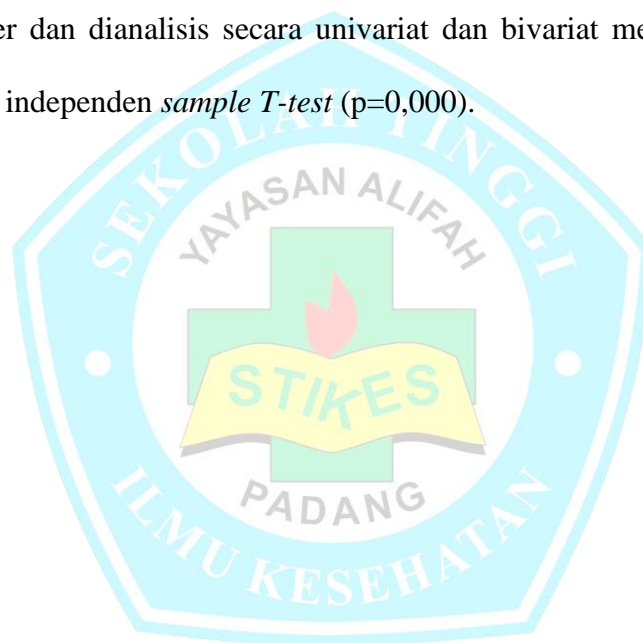 er dan dianalisis secara univariat dan bivariat me
independen sample T-test (p=0,000).
SEKOLAH TINGGI
YAYASAN ALIFAH
STIKES
PADANG
ILMU KESEHATAN